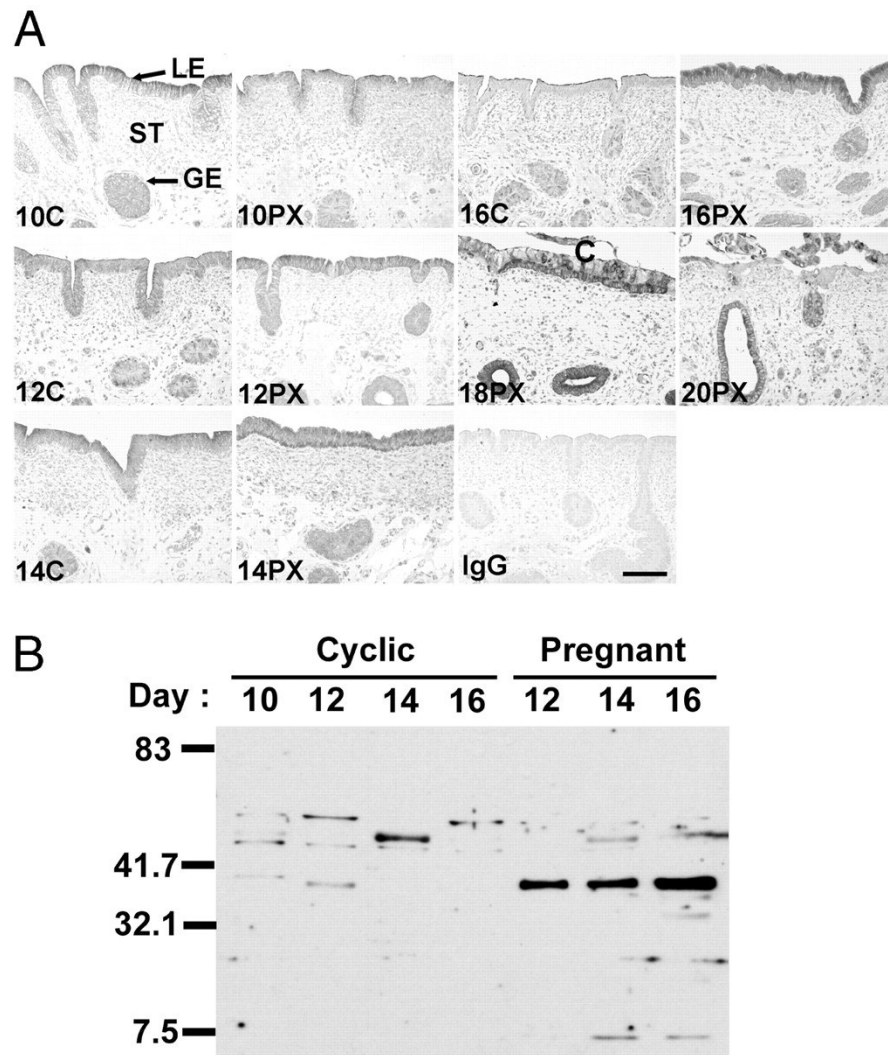 A
LE
ST
GE
10C
10PX
16C
16PX
C
12C
12PX
18PX
20PX
14C
14PX
IgG
B
Cyclic Pregnant
Day : 10 12 14 16 12 14 16
83
41.7
32.1
7.5